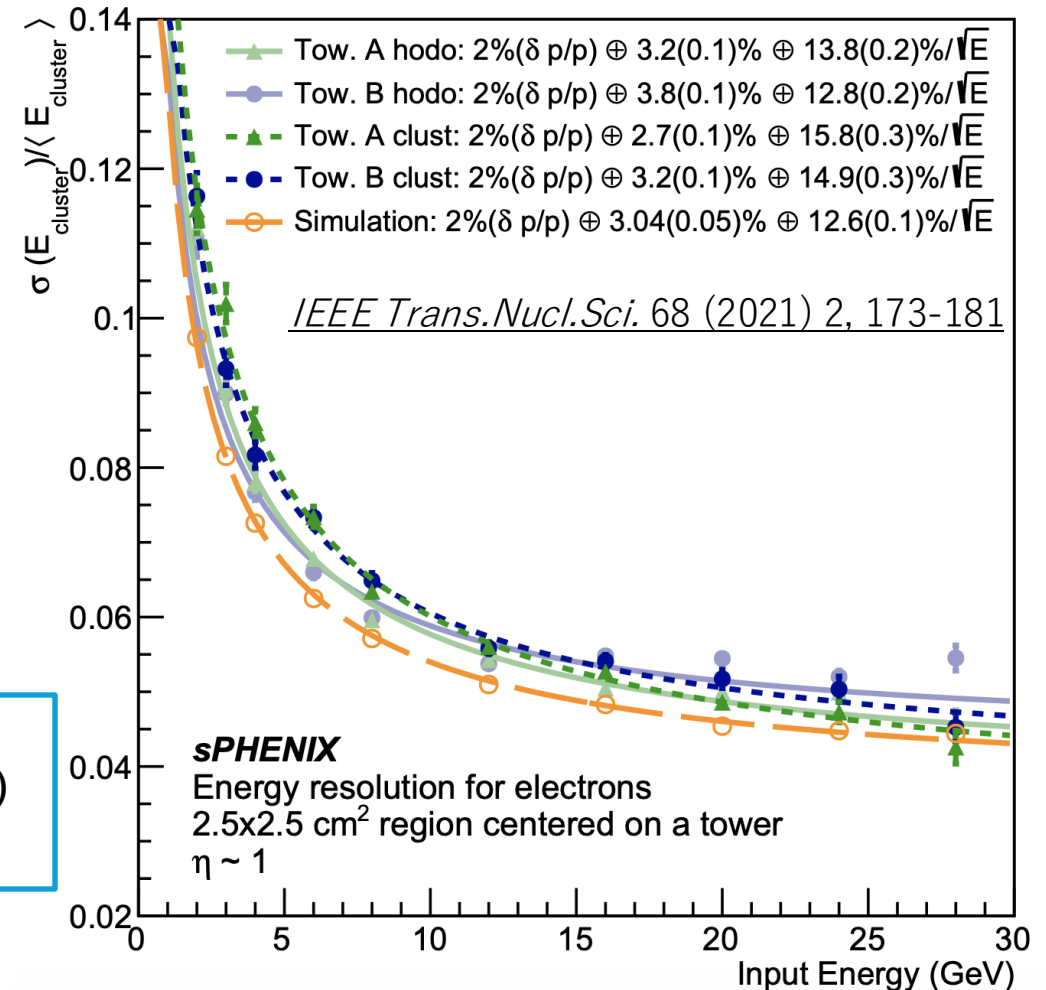 σ (E_cluster)/⟨ E_cluster ⟩
0.14
0.12
0.1
0.08
0.06
0.04
0.02
Tow. A hodo: 2%(δ p/p) ⊕ 3.2(0.1)% ⊕ 13.8(0.2)%/√E
Tow. B hodo: 2%(δ p/p) ⊕ 3.8(0.1)% ⊕ 12.8(0.2)%/√E
Tow. A clust: 2%(δ p/p) ⊕ 2.7(0.1)% ⊕ 15.8(0.3)%/√E
Tow. B clust: 2%(δ p/p) ⊕ 3.2(0.1)% ⊕ 14.9(0.3)%/√E
Simulation: 2%(δ p/p) ⊕ 3.04(0.05)% ⊕ 12.6(0.1)%/√E
IEEE Trans.Nucl.Sci. 68 (2021) 2, 173-181
)
sPHENIX
Energy resolution for electrons
2.5x2.5 cm² region centered on a tower
η ~ 1
0 5 10 15 20 25 30
Input Energy (GeV)